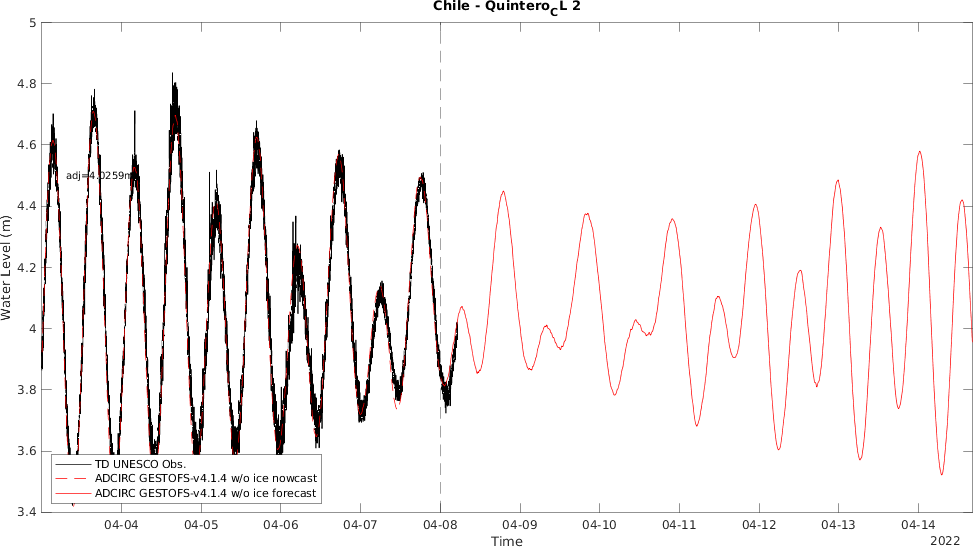 Chile - Quintero_CL 2
5
4.8
4.6
4.4
4.2
4
3.8
3.6
3.4
Water Level (m)
adj=4.0259m
TD UNESCO Obs.
ADCIRC GESTOFS-v4.1.4 w/o ice nowcast
ADCIRC GESTOFS-v4.1.4 w/o ice forecast
04-04 04-05 04-06 04-07 04-08 04-09 04-10 04-11 04-12 04-13 04-14
Time
2022